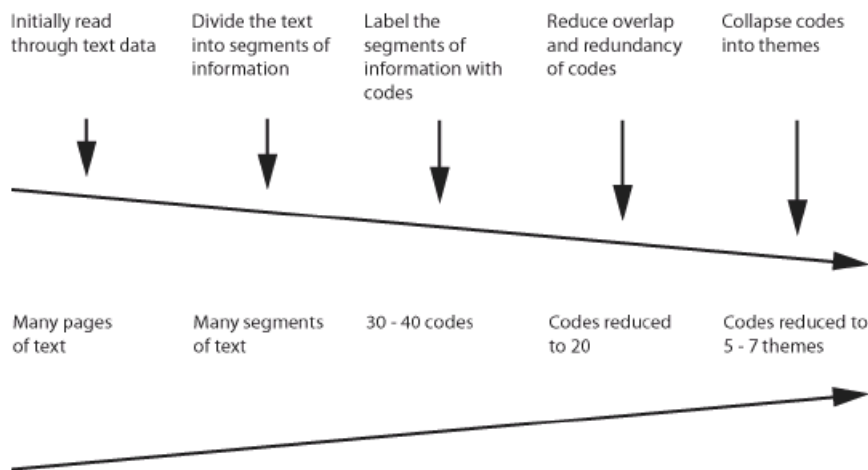 Initially read
through text data
Divide the text
into segments of
information
Label the
segments of
information with
codes
Reduce overlap
and redundancy
of codes
Collapse codes
into themes
Many pages
of text
Many segments
of text
30 - 40 codes
Codes reduced
to 20
Codes reduced to
5 - 7 themes